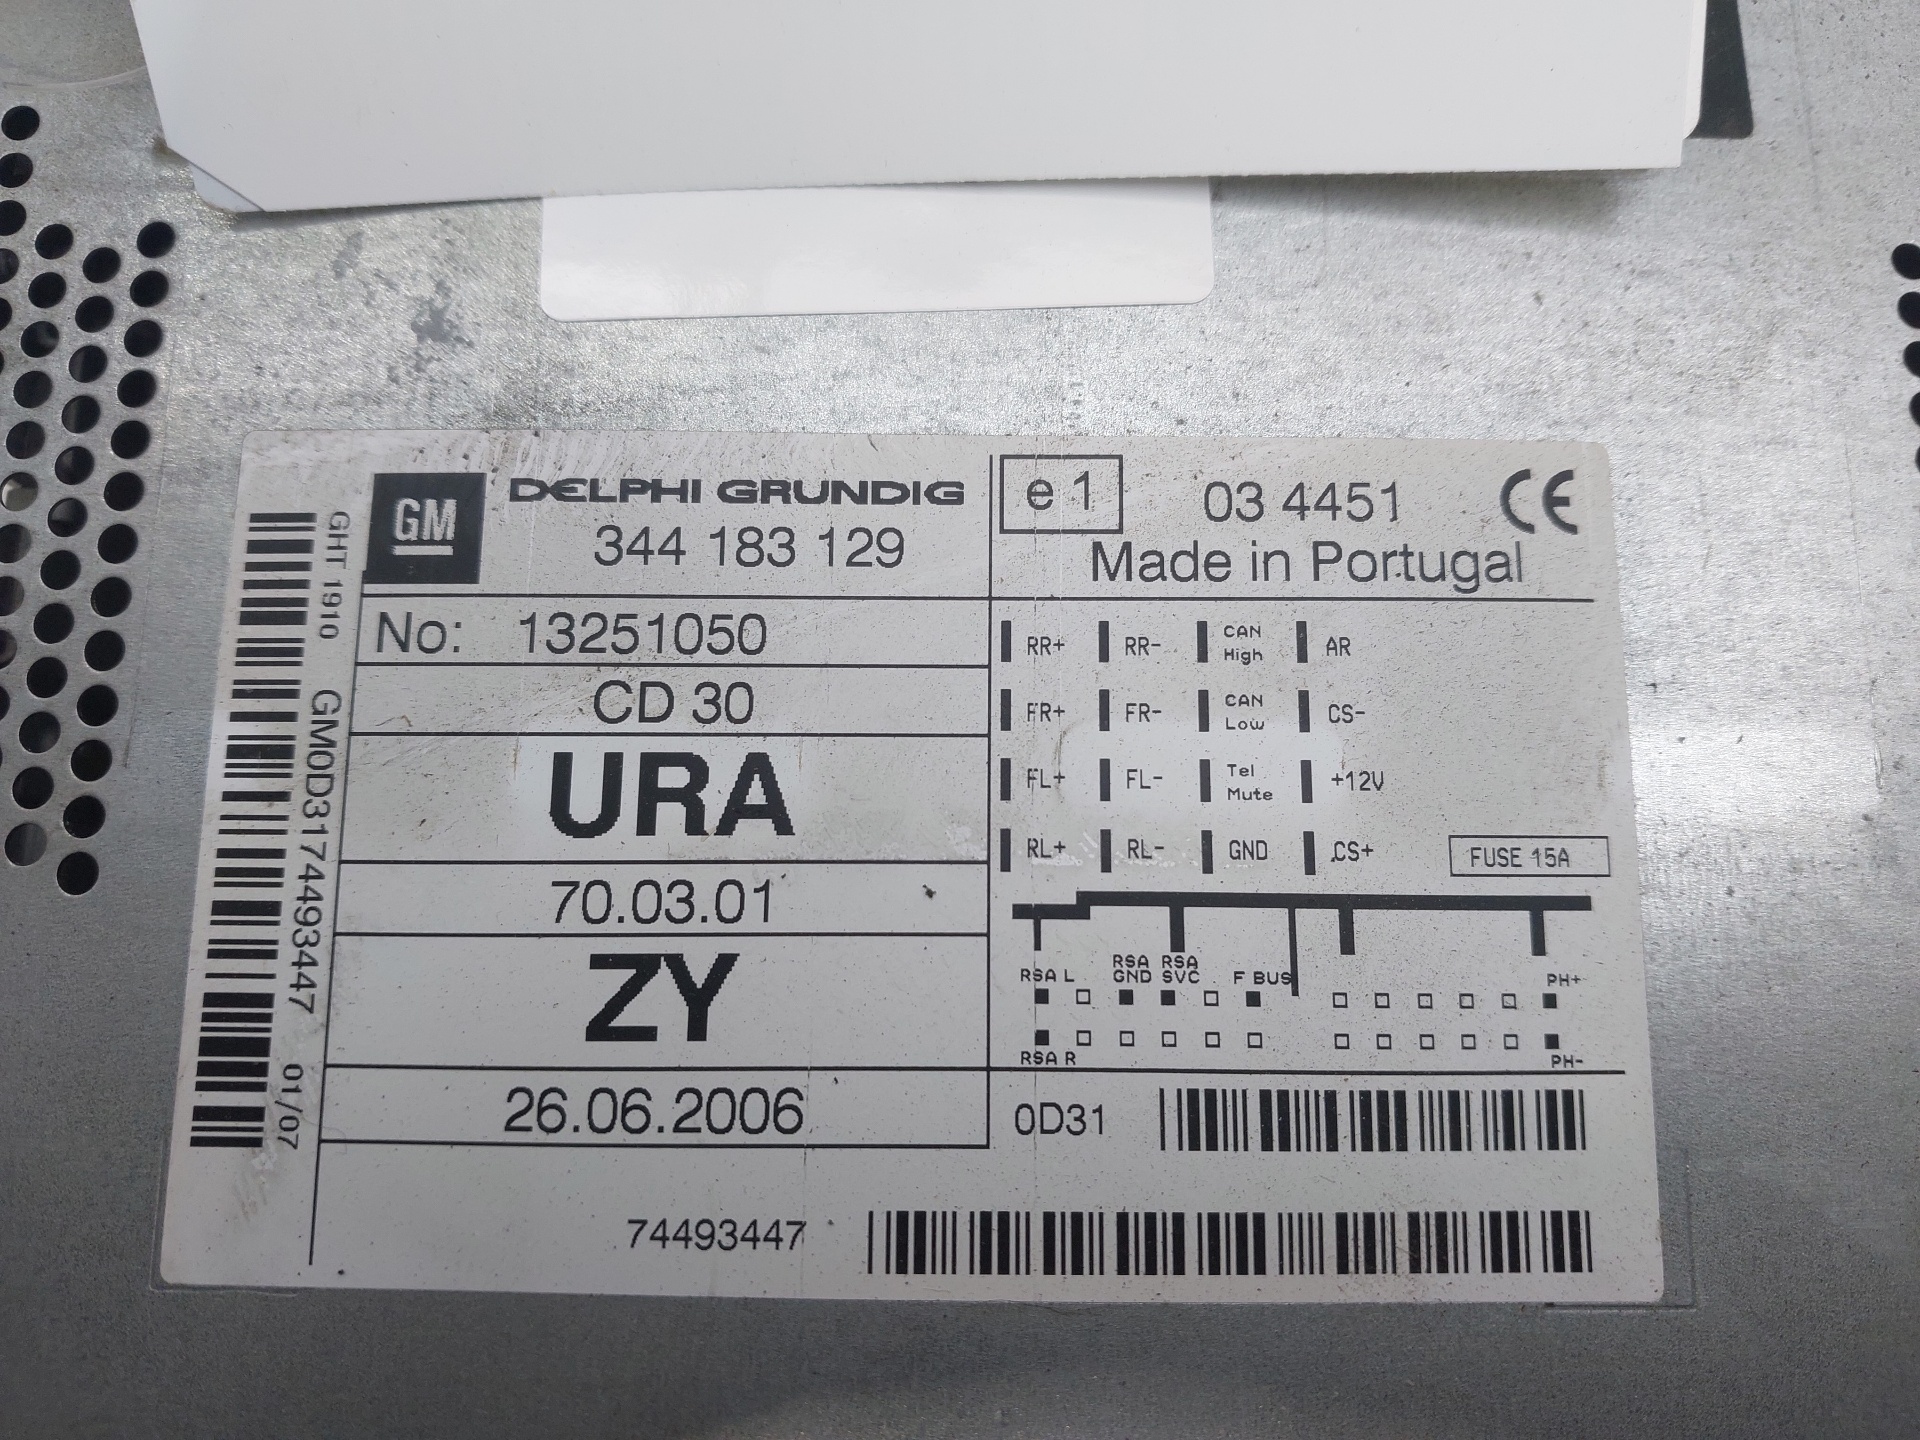 GM
DELPHI GRUNDIG
344 183 129
e 1
03 4451
CE
Made in Portugal
No: 13251050
CD 30
URA
70.03.01
ZY
26.06.2006
RR+ RR- CAN High AR
FR+ FR- CAN Low CS-
FL+ FL- Tel Mute +12V
RL+ RL- GND CS+
FUSE 15A
RSA L RSA GND RSA SVC F BUS PH+
RSA R PH-
0D31
74493447
GHT 1910 GM0D3174493447 01/07